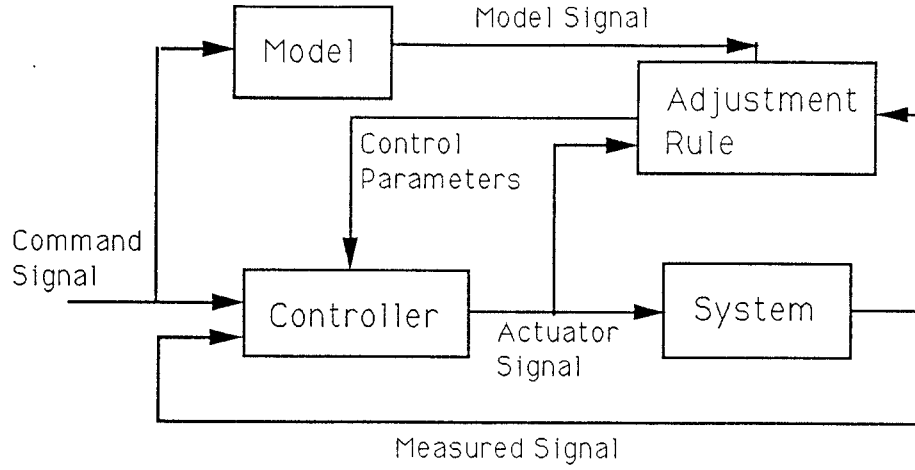 Model Signal
Model
Adjustment
Rule
Control
Parameters
Command
Signal
Controller
System
Actuator
Signal
Measured Signal